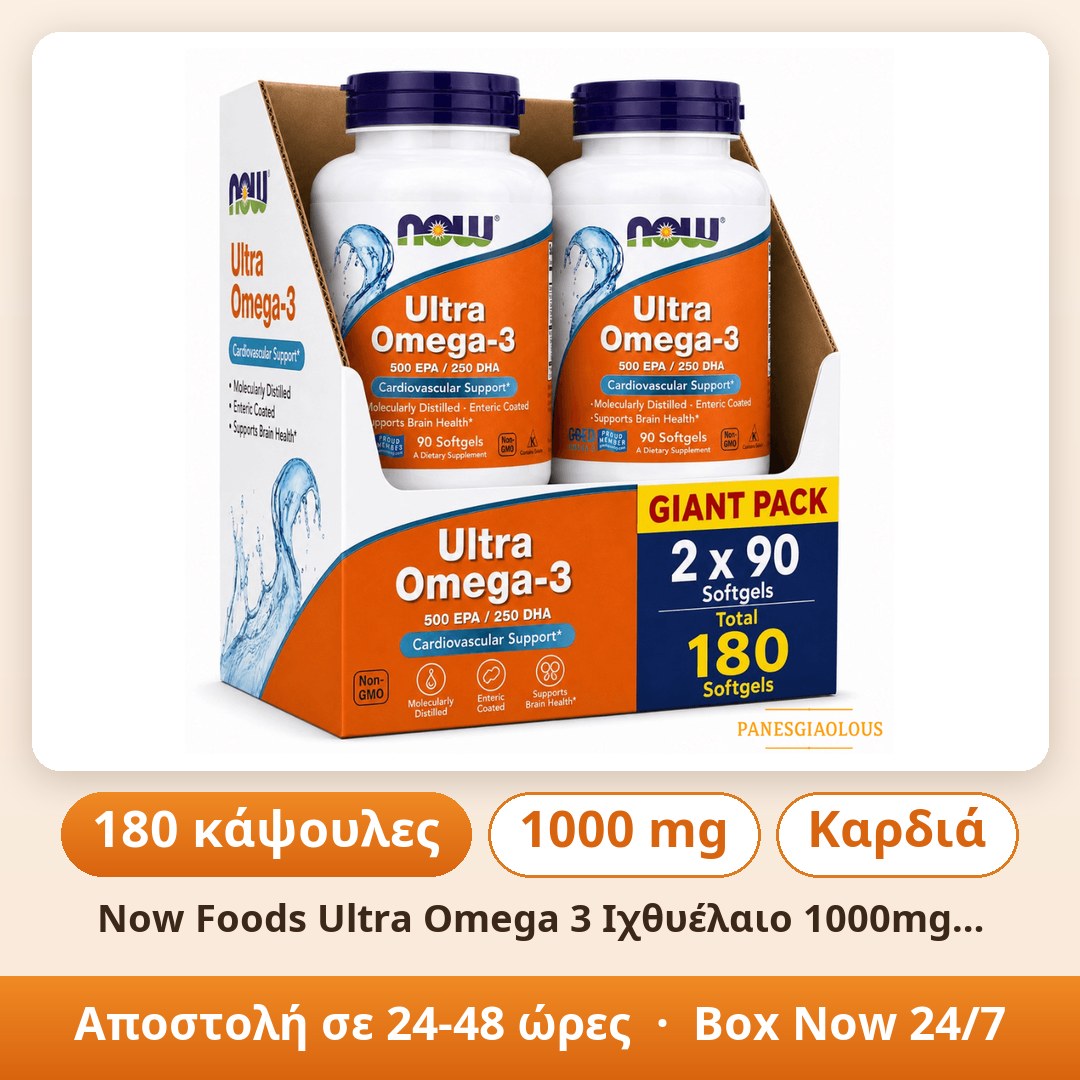 now
Ultra
Omega-3
Cardiovascular Support*
• Molecularly Distilled
• Enteric Coated
• Supports Brain Health*
now®
Ultra
Omega-3
500 EPA / 250 DHA
Cardiovascular Support*
Molecularly Distilled - Enteric Coated
Supports Brain Health*
PROUD MEMBER
90 Softgels
A Dietary Supplement
Non-GMO
K
now®
Ultra
Omega-3
500 EPA / 250 DHA
Cardiovascular Support*
·Molecularly Distilled - Enteric Coated
·Supports Brain Health*
GOED PROUD MEMBER
90 Softgels
A Dietary Supplement
Non-GMO
K
Ultra
Omega-3
500 EPA / 250 DHA
Cardiovascular Support*
Non-
GMO
Molecularly
Distilled
Enteric
Coated
Supports
Brain Health*
GIANT PACK
2 x 90
Softgels
Total
180
Softgels
PANESGIAOLOUS
180 κάψουλες
1000 mg
Καρδιά
Now Foods Ultra Omega 3 Ιχθυέλαιο 1000mg...
Αποστολή σε 24-48 ώρες · Box Now 24/7